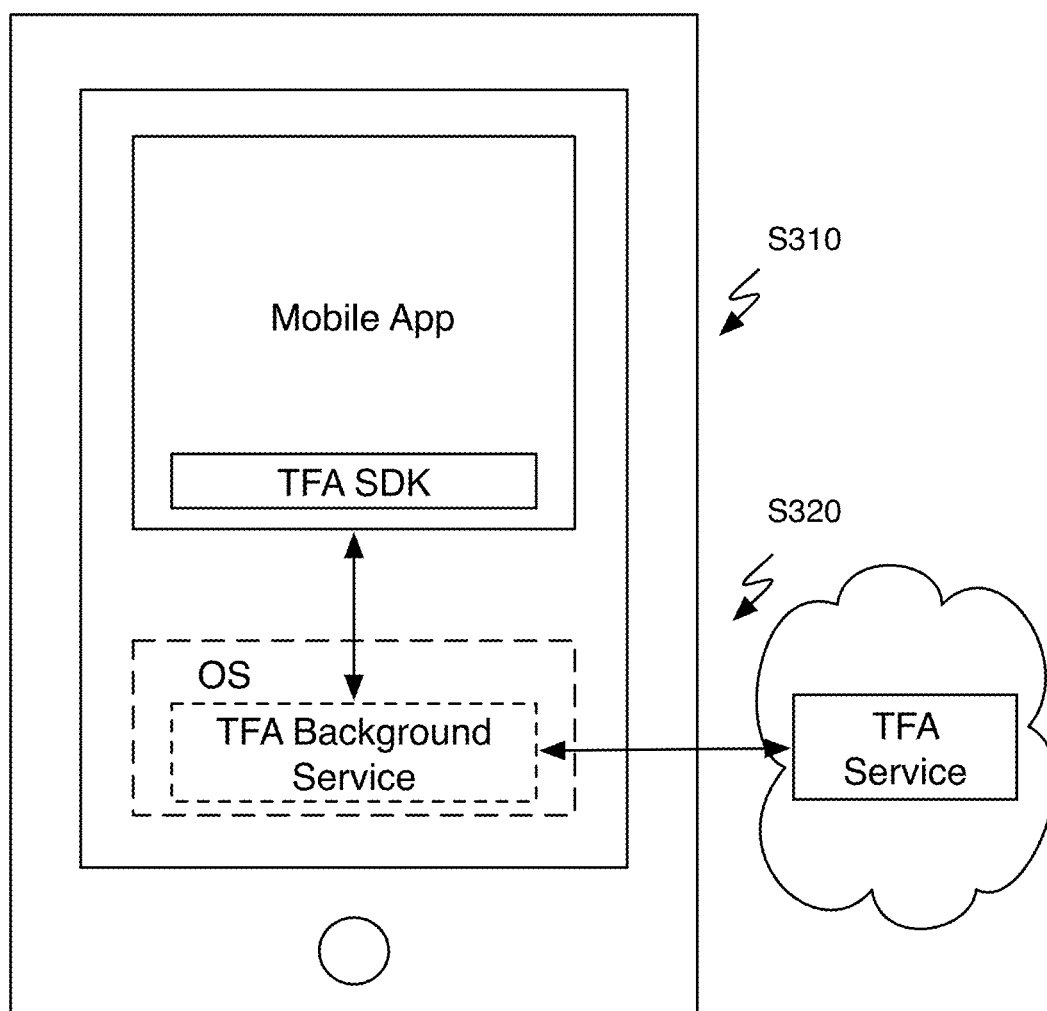 S310
Mobile App
TFA SDK
S320
OS
TFA Background
Service
TFA
Service